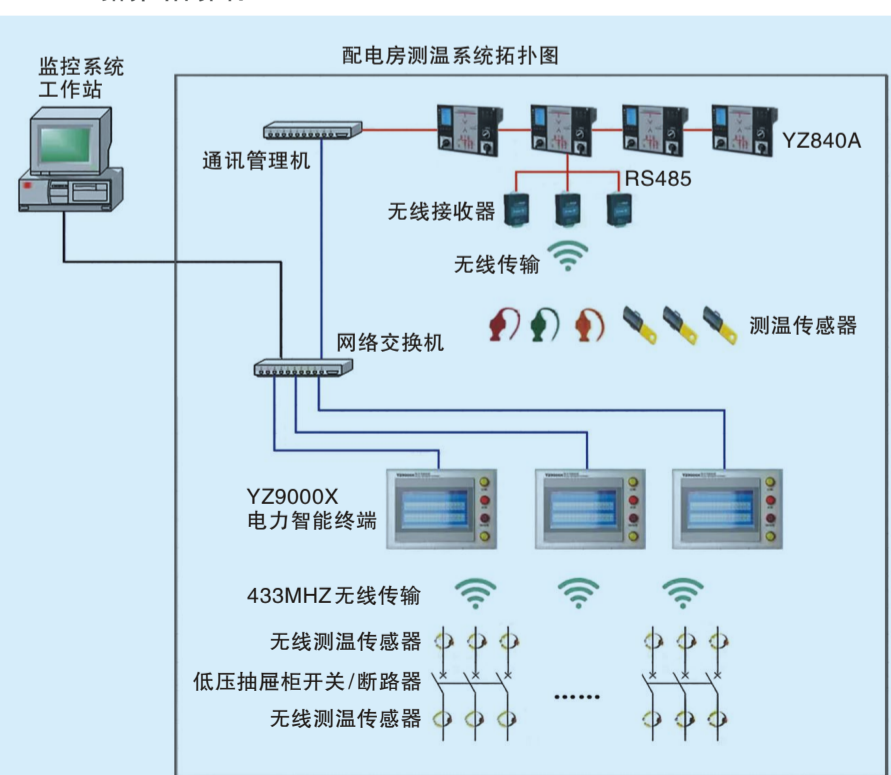 配电房测温系统拓扑图
监控系统
工作站
通讯管理机
YZ840A
RS485
无线接收器
无线传输
测温传感器
网络交换机
YZ9000X
电力智能终端
433MHZ无线传输
无线测温传感器
低压抽屉柜开关/断路器
......
无线测温传感器